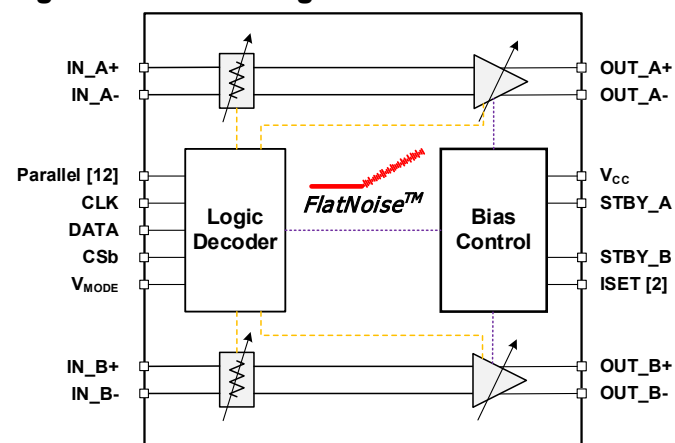 IN_A+
IN_A-
OUT_A+
OUT_A-
Parallel [12]
CLK
DATA
CSb
VMODE
Logic
Decoder
FlatNoise™
Bias
Control
VCC
STBY_A
STBY_B
ISET [2]
IN_B+
IN_B-
OUT_B+
OUT_B-